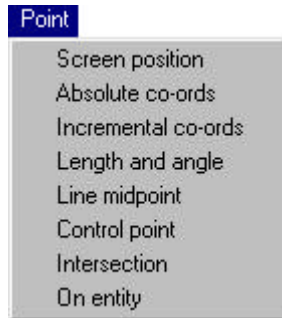 Point
Screen position
Absolute co-ords
Incremental co-ords
Length and angle
Line midpoint
Control point
Intersection
On entity